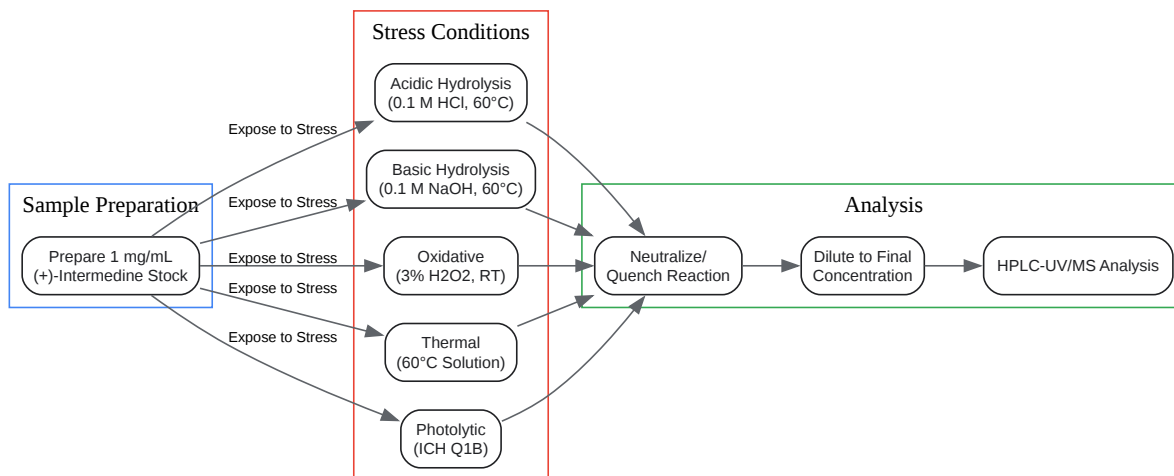 Sample Preparation
Prepare 1 mg/mL
(+)-Intermedine Stock
Expose to Stress
Expose to Stress
Expose to Stress
Expose to Stress
Expose to Stress
Stress Conditions
Acidic Hydrolysis
(0.1 M HCl, 60°C)
Basic Hydrolysis
(0.1 M NaOH, 60°C)
Oxidative
(3% H2O2, RT)
Thermal
(60°C Solution)
Photolytic
(ICH Q1B)
Analysis
Neutralize/
Quench Reaction
Dilute to Final
Concentration
HPLC-UV/MS Analysis